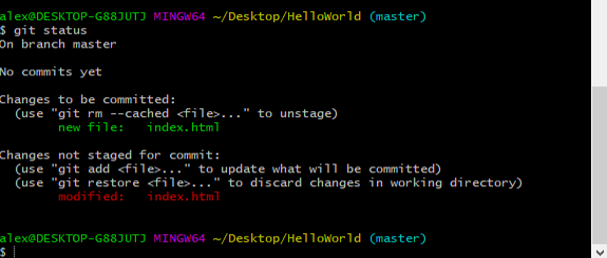 alex@DESKTOP-G88JUTJ MINGW64 ~/Desktop/HelloWorld (master)
$ git status
On branch master

No commits yet

Changes to be committed:
  (use "git rm --cached <file>..." to unstage)
        new file:   index.html

Changes not staged for commit:
  (use "git add <file>..." to update what will be committed)
  (use "git restore <file>..." to discard changes in working directory)
        modified:   index.html

alex@DESKTOP-G88JUTJ MINGW64 ~/Desktop/HelloWorld (master)
$